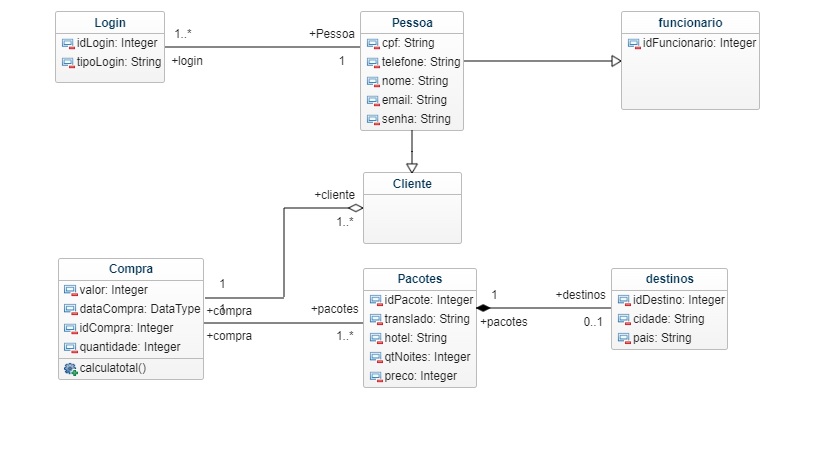 Login
idLogin: Integer
tipoLogin: String
1..*
+login
+Pessoa
1
Pessoa
cpf: String
telefone: String
nome: String
email: String
senha: String
funcionario
idFuncionario: Integer
Cliente
+cliente
1..*
1
+compra
Compra
valor: Integer
dataCompra: DataType
idCompra: Integer
quantidade: Integer
calculatotal()
1
+compra
+pacotes
1..*
Pacotes
idPacote: Integer
translado: String
hotel: String
qtNoites: Integer
preco: Integer
1
+pacotes
+destinos
0..1
destinos
idDestino: Integer
cidade: String
pais: String